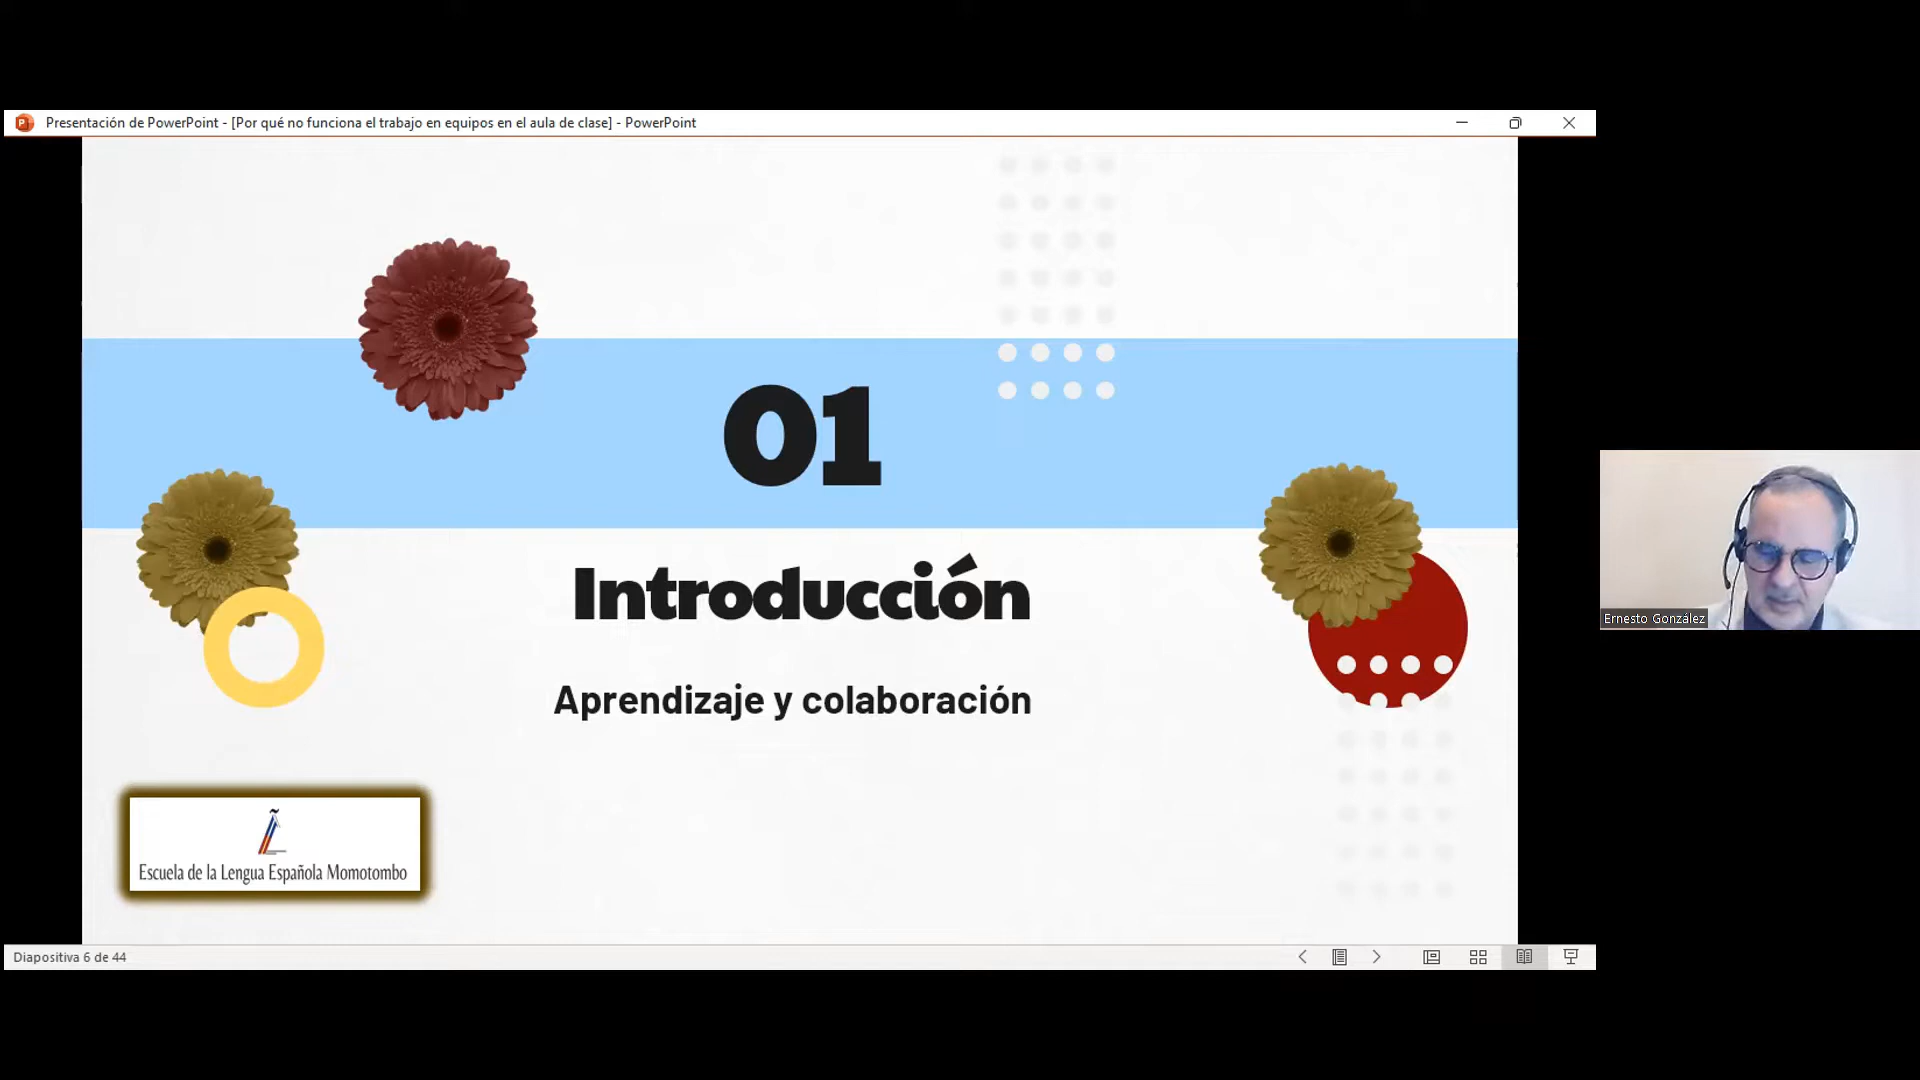 Presentación de PowerPoint - [Por qué no funciona el trabajo en equipos en el aula de clase] - PowerPoint
01
Introducción
Aprendizaje y colaboración
Ernesto González
Escuela de la Lengua Española Momotombo
Diapositiva 6 de 44